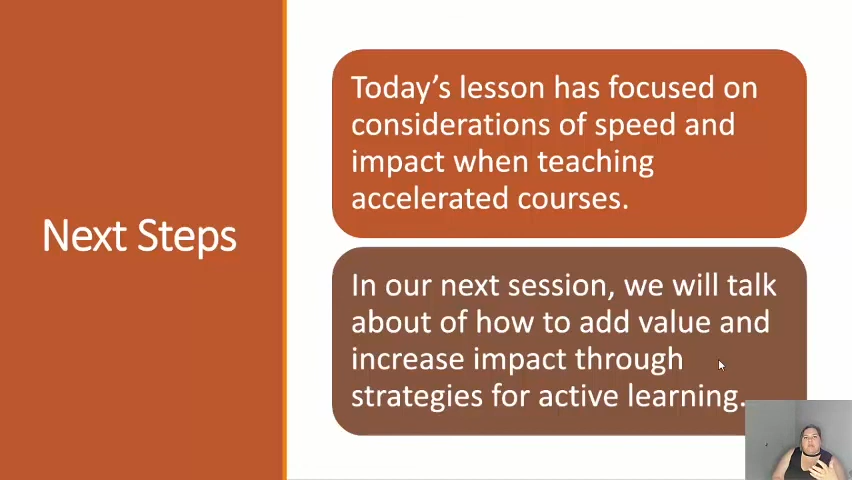 Next Steps
Today's lesson has focused on
considerations of speed and
impact when teaching
accelerated courses.
In our next session, we will talk
about of how to add value and
increase impact through
strategies for active learning.